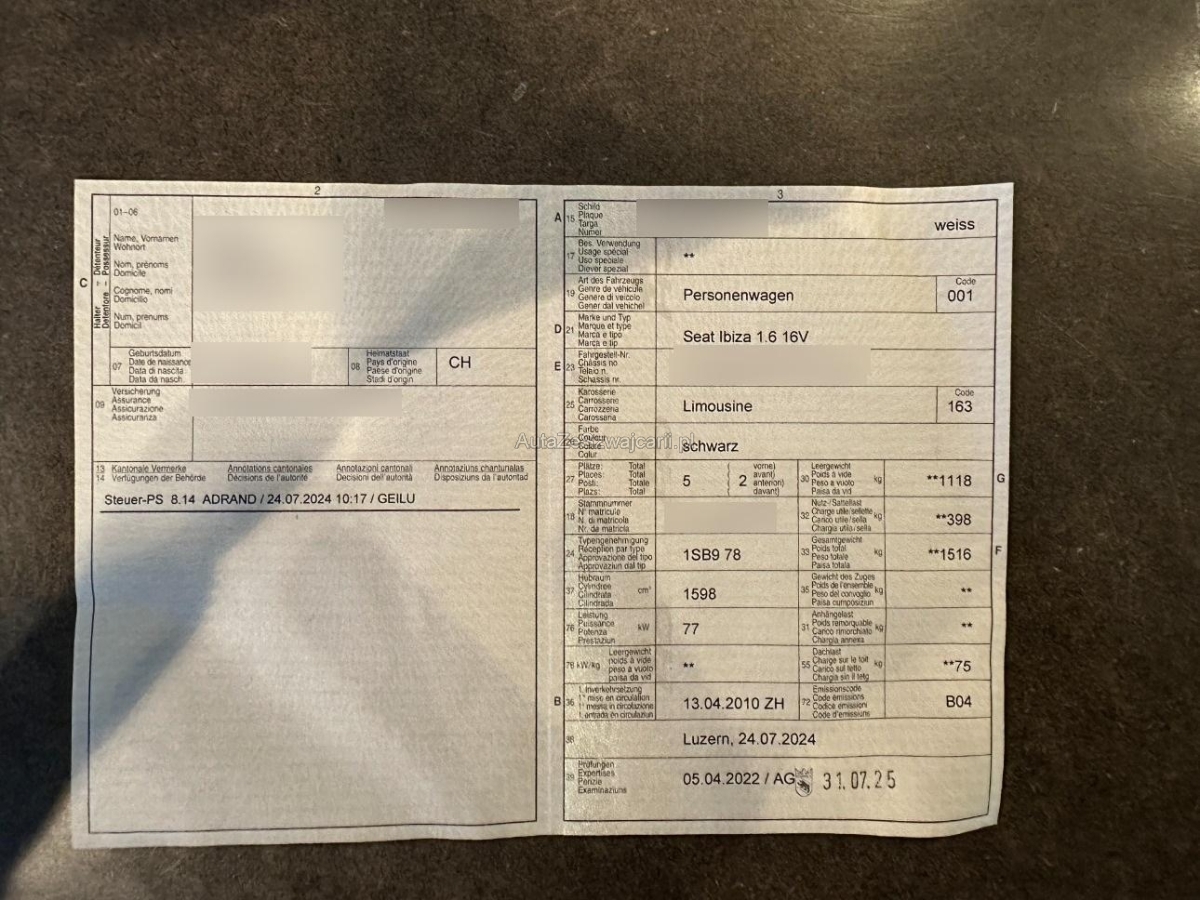 2
01-06
Name, Vornamen
Wohnort
Nom, prénoms
Domicile
Cognome, nomi
Domicilio
Num, prenums
Domicil
C
Halter – Détenteur
Detentore – Possessur
07
Geburtsdatum
Date de naissance
Data di nascita
Data da nasch.
08
Heimatstaat
Pays d'origine
Paese d'origine
Stadi d'origin
CH
09
Versicherung
Assurance
Assicurazione
Assicuranza
13 Kantonale Vermerke Annotations cantonales Annotazioni cantonali Annotaziuns chantunalas
14 Verfügungen der Behörde Décisions de l'autorité Decisioni dell'autorità Disposiziuns da l'autoritad
Steuer-PS 8.14 ADRAND / 24.07.2024 10:17 / GEILU
3
A
15
Schild
Plaque
Targa
Numer
weiss
17
Bes. Verwendung
Usage spécial
Uso speciale
Diever spezial
**
19
Art des Fahrzeugs
Genre de véhicule
Genere di veicolo
Gener dal vehichel
Personenwagen
Code
001
D
21
Marke und Typ
Marque et type
Marca e tipo
Marca e tip
Seat Ibiza 1.6 16V
E
23
Fahrgestell-Nr.
Châssis no
Telaio n.
Schassis nr.
25
Karosserie
Carrosserie
Carrozzeria
Carossaria
Limousine
Code
163
26
Farbe
Couleur
Colore
Colur
schwarz
AutaZeSzwajcarii.pl
27
Plätze: Total
Places: Total
Posti: Totale
Plazs: Total
5
2
vorne)
avant)
anteriori)
davant)
30
Leergewicht
Poids à vide
Peso a vuoto
Paisa da vid
kg
**1118
G
18
Stammnummer
N° matricule
N. di matricola
Nr. da matricla
32
Nutz-/Sattellast
Charge utile/sellette
Carico utile/sella
Chargia utila/sella
kg
**398
24
Typengenehmigung
Réception par type
Approvazione del tipo
Approvaziun dal tip
1SB9 78
33
Gesamtgewicht
Poids total
Peso totale
Paisa totala
kg
**1516
F
37
Hubraum
Cylindrée
Cilindrata
Cilindrada
cm³
1598
35
Gewicht des Zuges
Poids de l'ensemble
Peso del convoglio
Paisa cumposiziun
kg
**
76
Leistung
Puissance
Potenza
Prestaziun
kW
77
31
Anhängelast
Poids remorquable
Carico rimorchiato
Chargia annexa
kg
**
78 kW/kg
Leergewicht
poids à vide
peso a vuoto
paisa da vid
**
55
Dachlast
Charge sur le toit
Carico sul tetto
Chargia sin il tetg
kg
**75
B
36
1. Inverkehrsetzung
1re mise en circulation
1a messa in circolazione
1. entrada en circulaziun
13.04.2010 ZH
72
Emissionscode
Code émissions
Codice emissioni
Code d'emissiuns
B04
38
Luzern, 24.07.2024
39
Prüfungen
Expertises
Perizie
Examinaziuns
05.04.2022 / AG
31.07.25